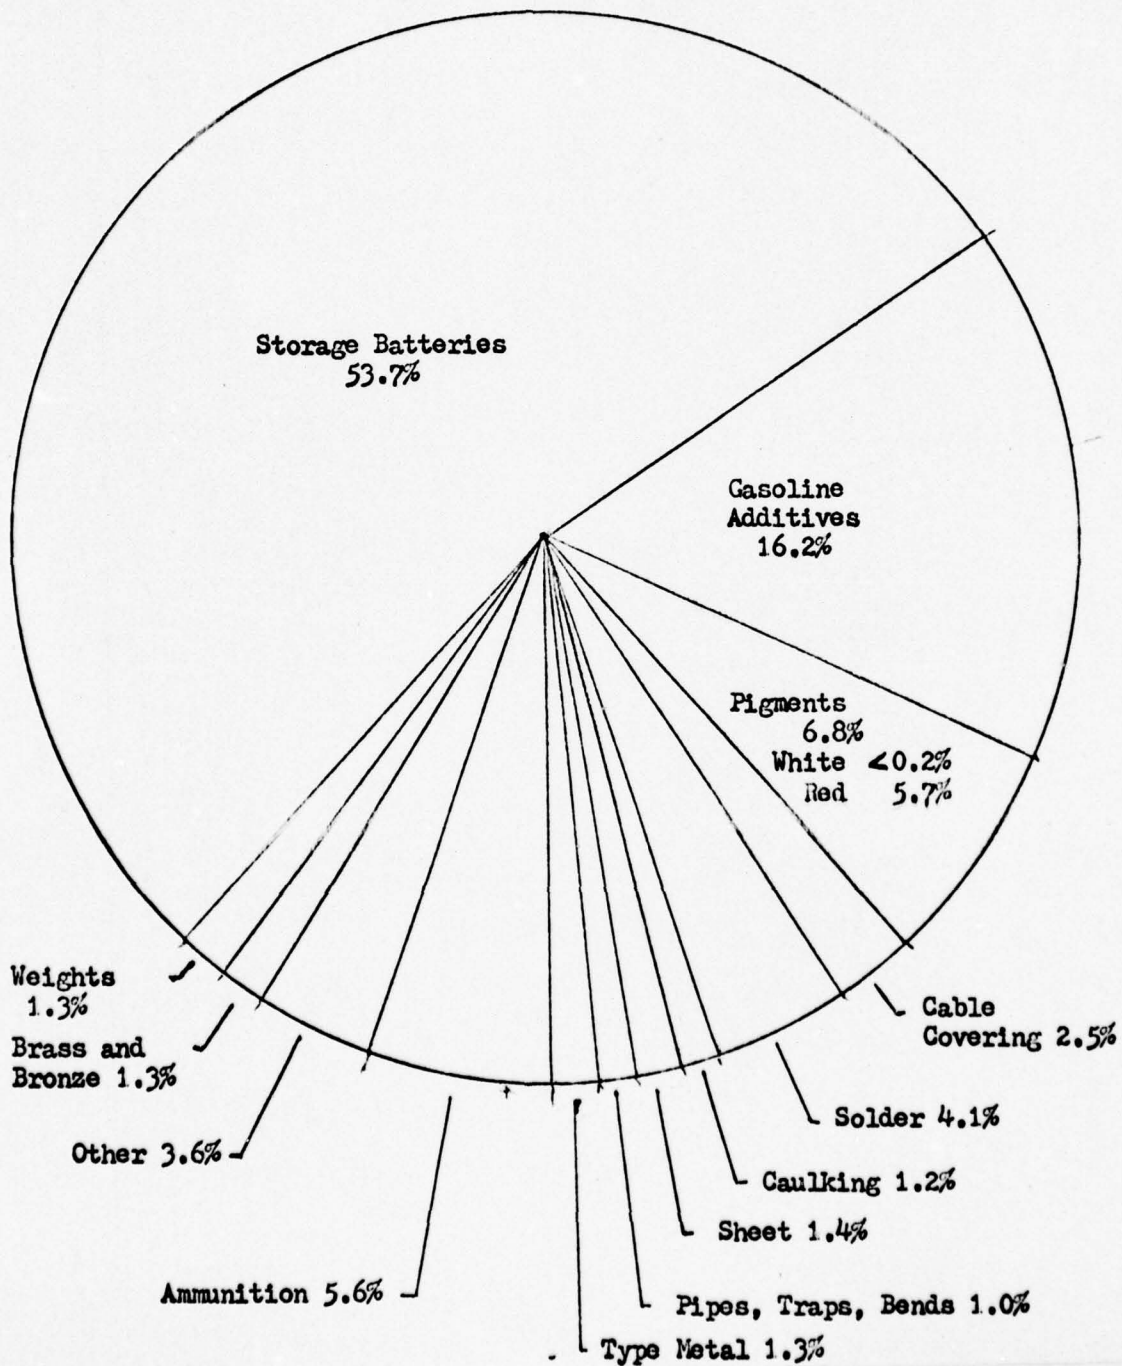 Storage Batteries
53.7%
Gasoline
Additives
16.2%
Pigments
6.8%
White <0.2%
Red 5.7%
Cable
Covering 2.5%
Solder 4.1%
Caulking 1.2%
Sheet 1.4%
Pipes, Traps, Bends 1.0%
Type Metal 1.3%
Ammunition 5.6%
Other 3.6%
Brass and
Bronze 1.3%
Weights
1.3%